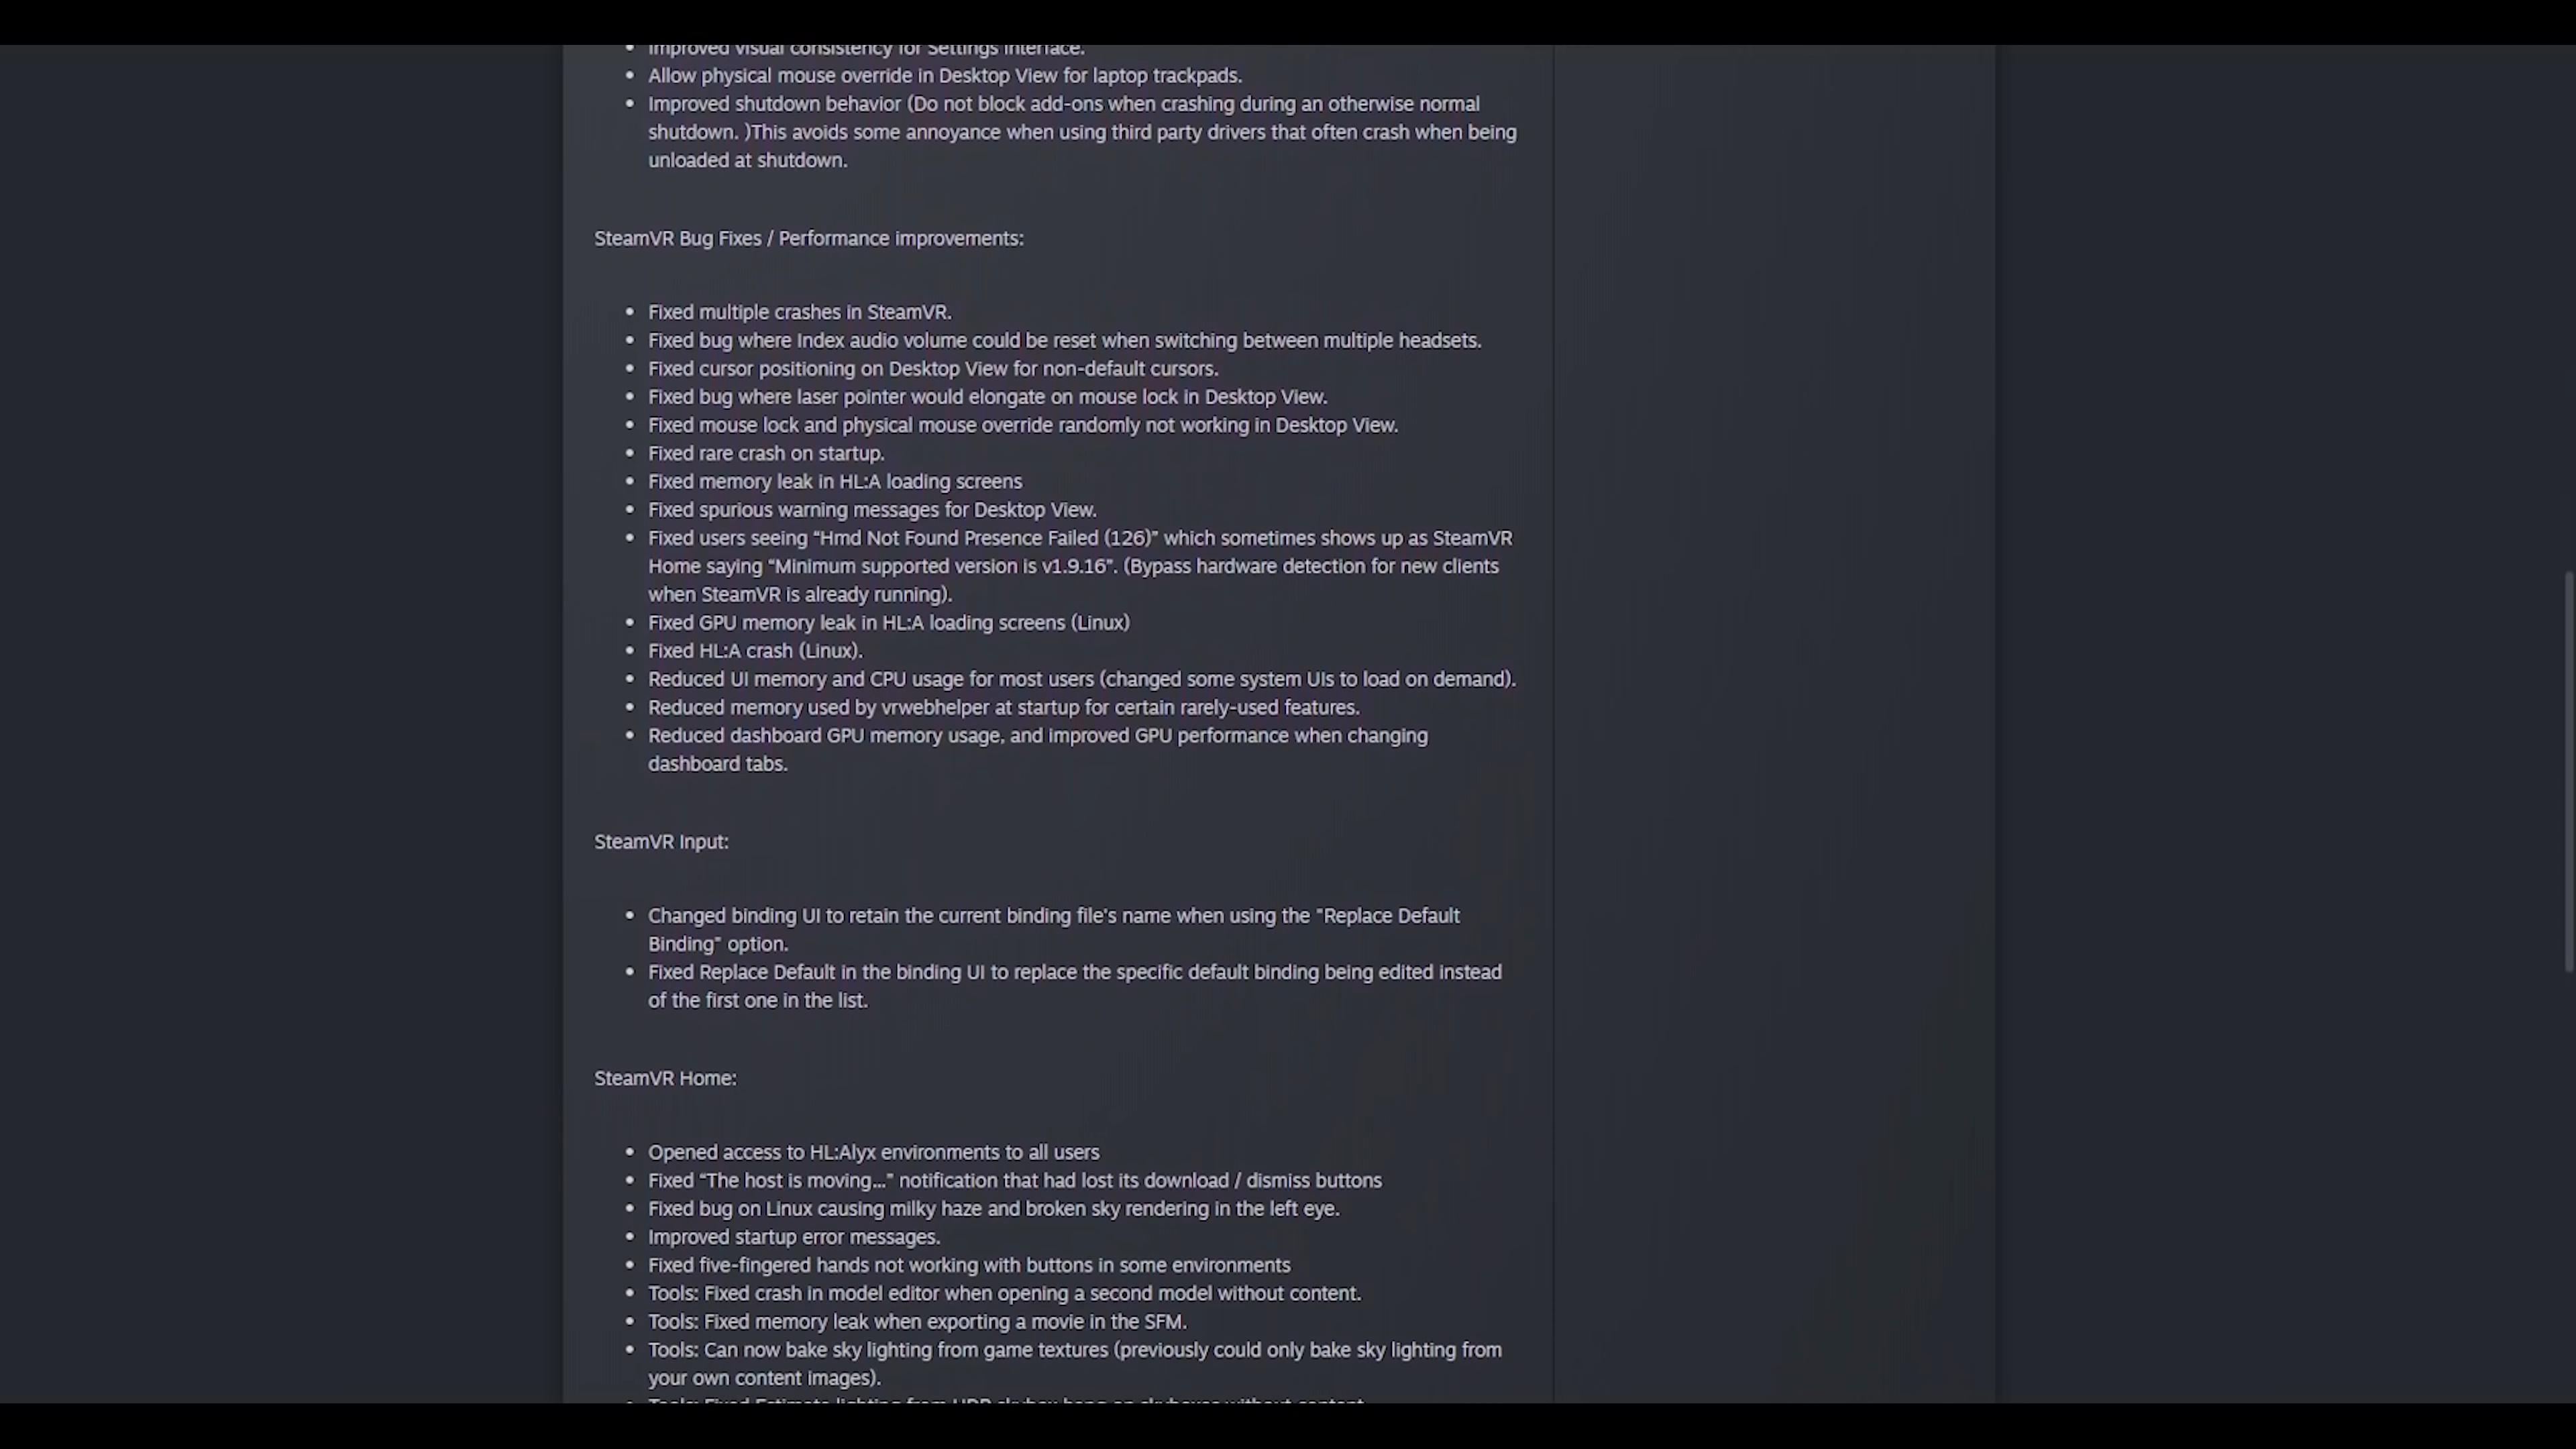 • Improved visual consistency for Settings interface.
• Allow physical mouse override in Desktop View for laptop trackpads.
• Improved shutdown behavior (Do not block add-ons when crashing during an otherwise normal
shutdown. )This avoids some annoyance when using third party drivers that often crash when being
unloaded at shutdown.
SteamVR Bug Fixes / Performance improvements:
• Fixed multiple crashes in SteamVR.
• Fixed bug where Index audio volume could be reset when switching between multiple headsets.
• Fixed cursor positioning on Desktop View for non-default cursors.
• Fixed bug where laser pointer would elongate on mouse lock in Desktop View.
• Fixed mouse lock and physical mouse override randomly not working in Desktop View.
• Fixed rare crash on startup.
• Fixed memory leak in HL:A loading screens
• Fixed spurious warning messages for Desktop View.
• Fixed users seeing “Hmd Not Found Presence Failed (126)” which sometimes shows up as SteamVR
Home saying “Minimum supported version is v1.9.16”. (Bypass hardware detection for new clients
when SteamVR is already running).
• Fixed GPU memory leak in HL:A loading screens (Linux)
• Fixed HL:A crash (Linux).
• Reduced UI memory and CPU usage for most users (changed some system UIs to load on demand).
• Reduced memory used by vrwebhelper at startup for certain rarely-used features.
• Reduced dashboard GPU memory usage, and improved GPU performance when changing
dashboard tabs.
SteamVR Input:
• Changed binding UI to retain the current binding file's name when using the "Replace Default
Binding" option.
• Fixed Replace Default in the binding UI to replace the specific default binding being edited instead
of the first one in the list.
SteamVR Home:
• Opened access to HL:Alyx environments to all users
• Fixed “The host is moving...” notification that had lost its download / dismiss buttons
• Fixed bug on Linux causing milky haze and broken sky rendering in the left eye.
• Improved startup error messages.
• Fixed five-fingered hands not working with buttons in some environments
• Tools: Fixed crash in model editor when opening a second model without content.
• Tools: Fixed memory leak when exporting a movie in the SFM.
• Tools: Can now bake sky lighting from game textures (previously could only bake sky lighting from
your own content images).
• Tools: Fixed Estimate lighting from HDR skybox hang on skyboxes without content.